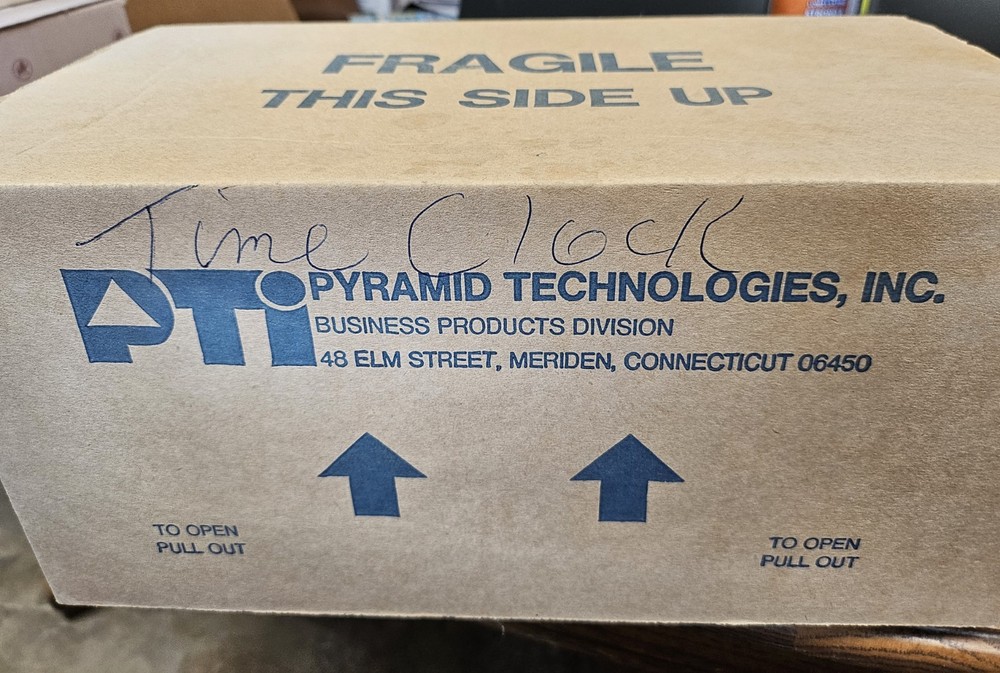 FRAGILE
THIS SIDE UP
Time Clock
PTi
PYRAMID TECHNOLOGIES, INC.
BUSINESS PRODUCTS DIVISION
48 ELM STREET, MERIDEN, CONNECTICUT 06450
TO OPEN
PULL OUT
TO OPEN
PULL OUT